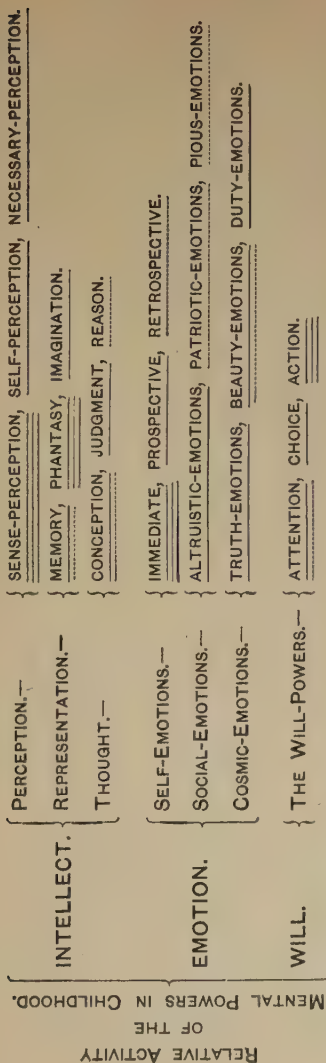 RELATIVE ACTIVITY
OF THE
MENTAL POWERS IN CHILDHOOD.
INTELLECT.
PERCEPTION.— SENSE-PERCEPTION, SELF-PERCEPTION, NECESSARY-PERCEPTION.
REPRESENTATION.— MEMORY, PHANTASY, IMAGINATION.
THOUGHT.— CONCEPTION, JUDGMENT, REASON.
EMOTION.
SELF-EMOTIONS.— IMMEDIATE, PROSPECTIVE, RETROSPECTIVE.
SOCIAL-EMOTIONS.— ALTRUISTIC-EMOTIONS, PATRIOTIC-EMOTIONS, PIOUS-EMOTIONS.
COSMIC-EMOTIONS.— TRUTH-EMOTIONS, BEAUTY-EMOTIONS, DUTY-EMOTIONS.
WILL.
THE WILL-POWERS.— ATTENTION, CHOICE, ACTION.